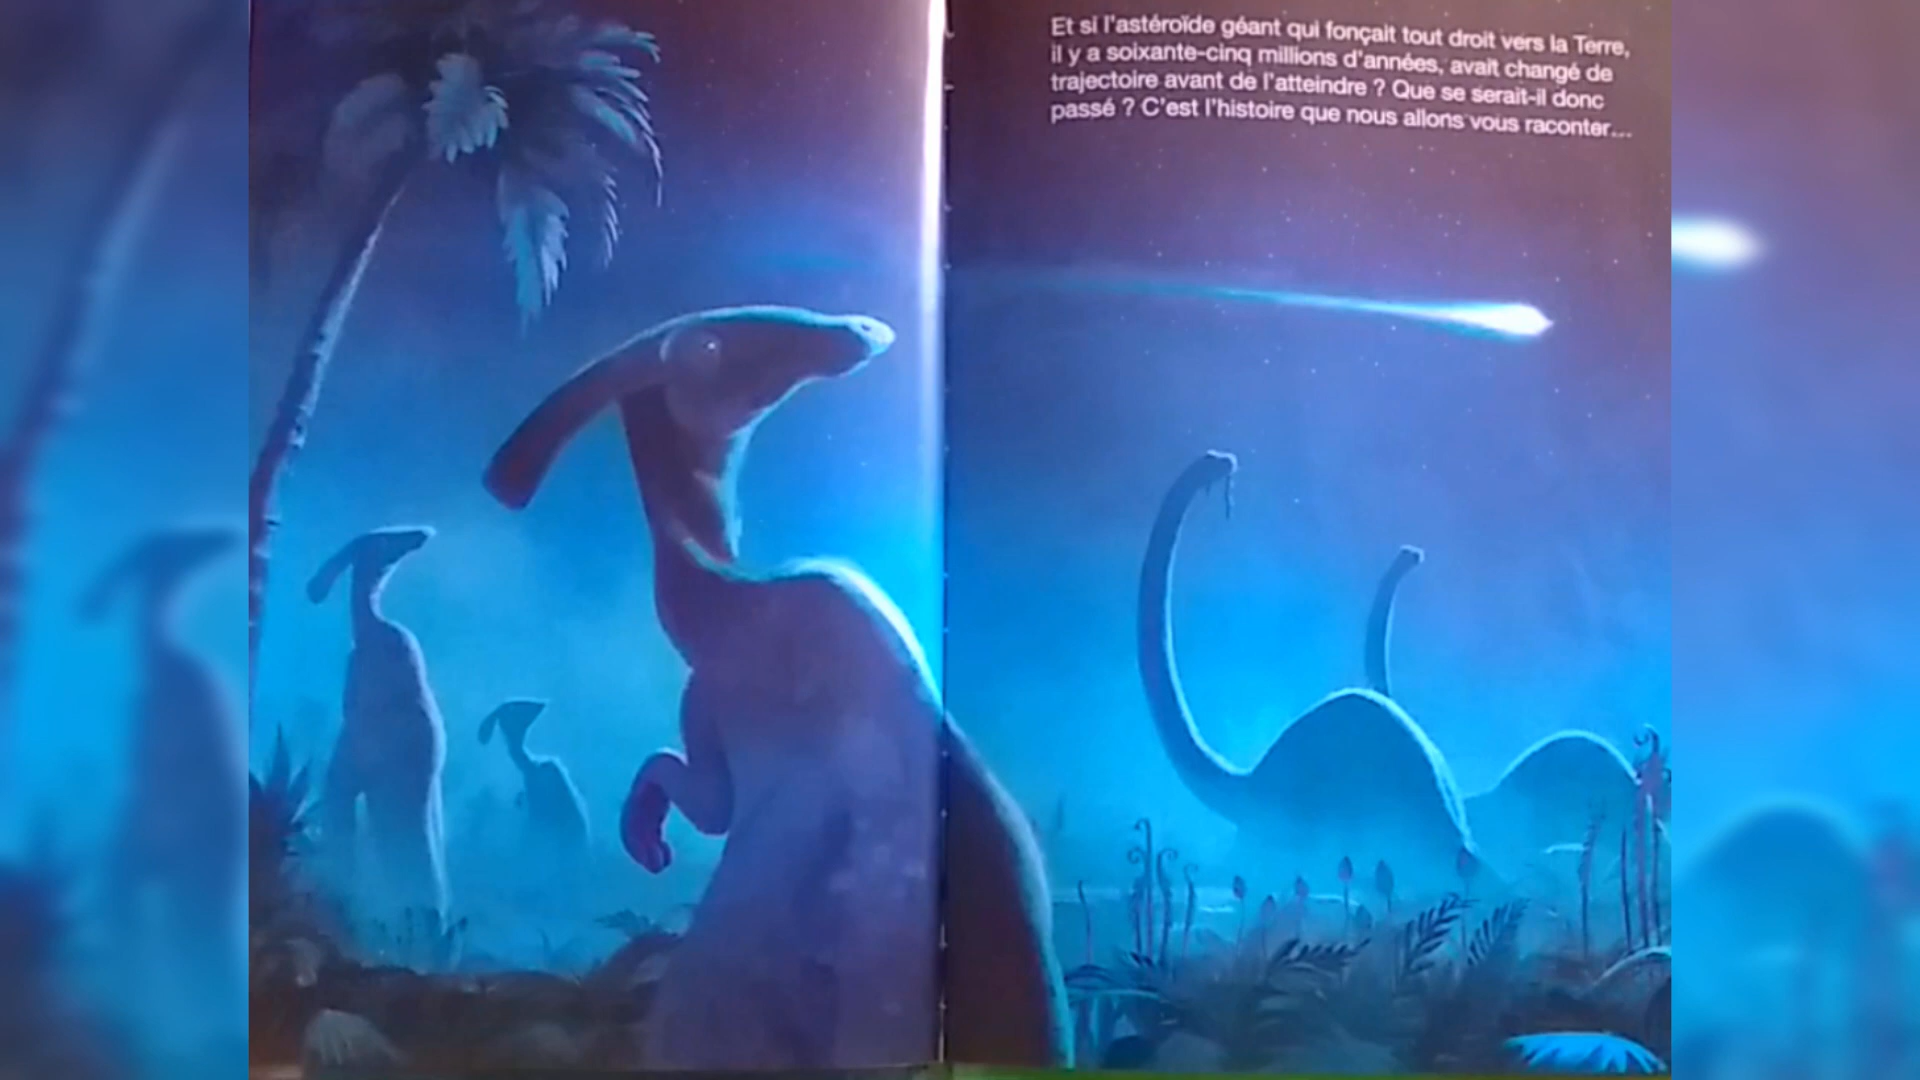 Et si l'astéroïde géant qui fonçait tout droit vers la Terre,
il y a soixante-cinq millions d'années, avait changé de
trajectoire avant de l'atteindre ? Que se serait-il donc
passé ? C'est l'histoire que nous allons vous raconter...